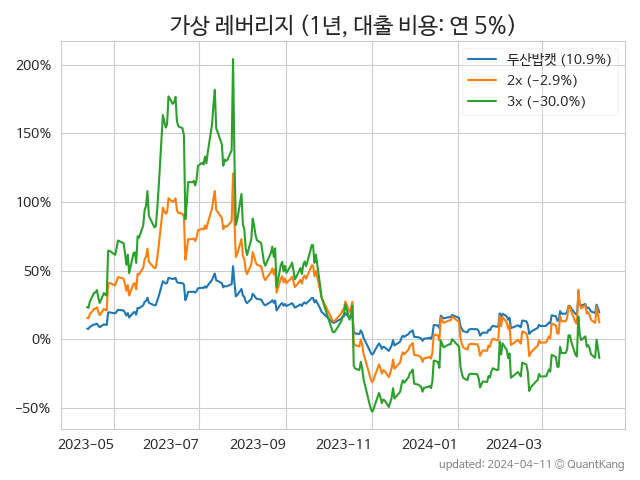 가상 레버리지 (1년, 대출 비용: 연 5%)
두산밥캣 (10.9%)
2x (−2.9%)
3x (−30.0%)
200%
150%
100%
50%
0%
−50%
2023−05 2023−07 2023−09 2023−11 2024−01 2024−03
updated: 2024−04−11 © QuantKang